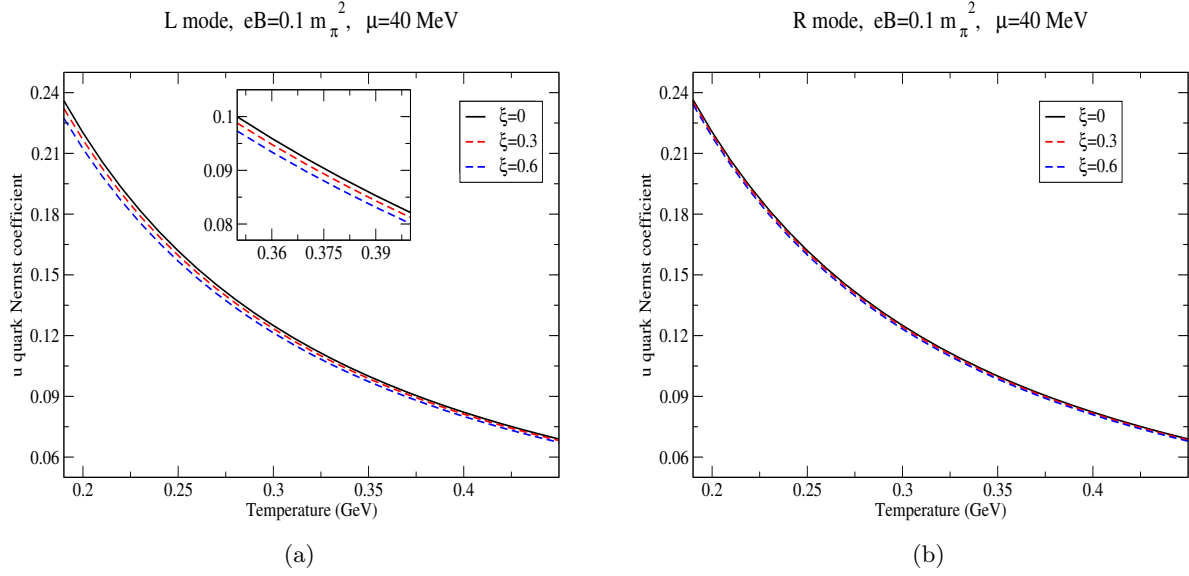 L mode, eB=0.1 m_π^2, μ=40 MeV
0.24
0.21
0.18
0.15
0.12
0.09
0.06
u quark Nernst coefficient
0.1
0.09
0.08
0.36
0.375
0.39
ξ=0
ξ=0.3
ξ=0.6
0.2
0.25
0.3
0.35
0.4
Temperature (GeV)
(a)
R mode, eB=0.1 m_π^2, μ=40 MeV
0.24
0.21
0.18
0.15
0.12
0.09
0.06
u quark Nernst coefficient
ξ=0
ξ=0.3
ξ=0.6
0.2
0.25
0.3
0.35
0.4
Temperature (GeV)
(b)